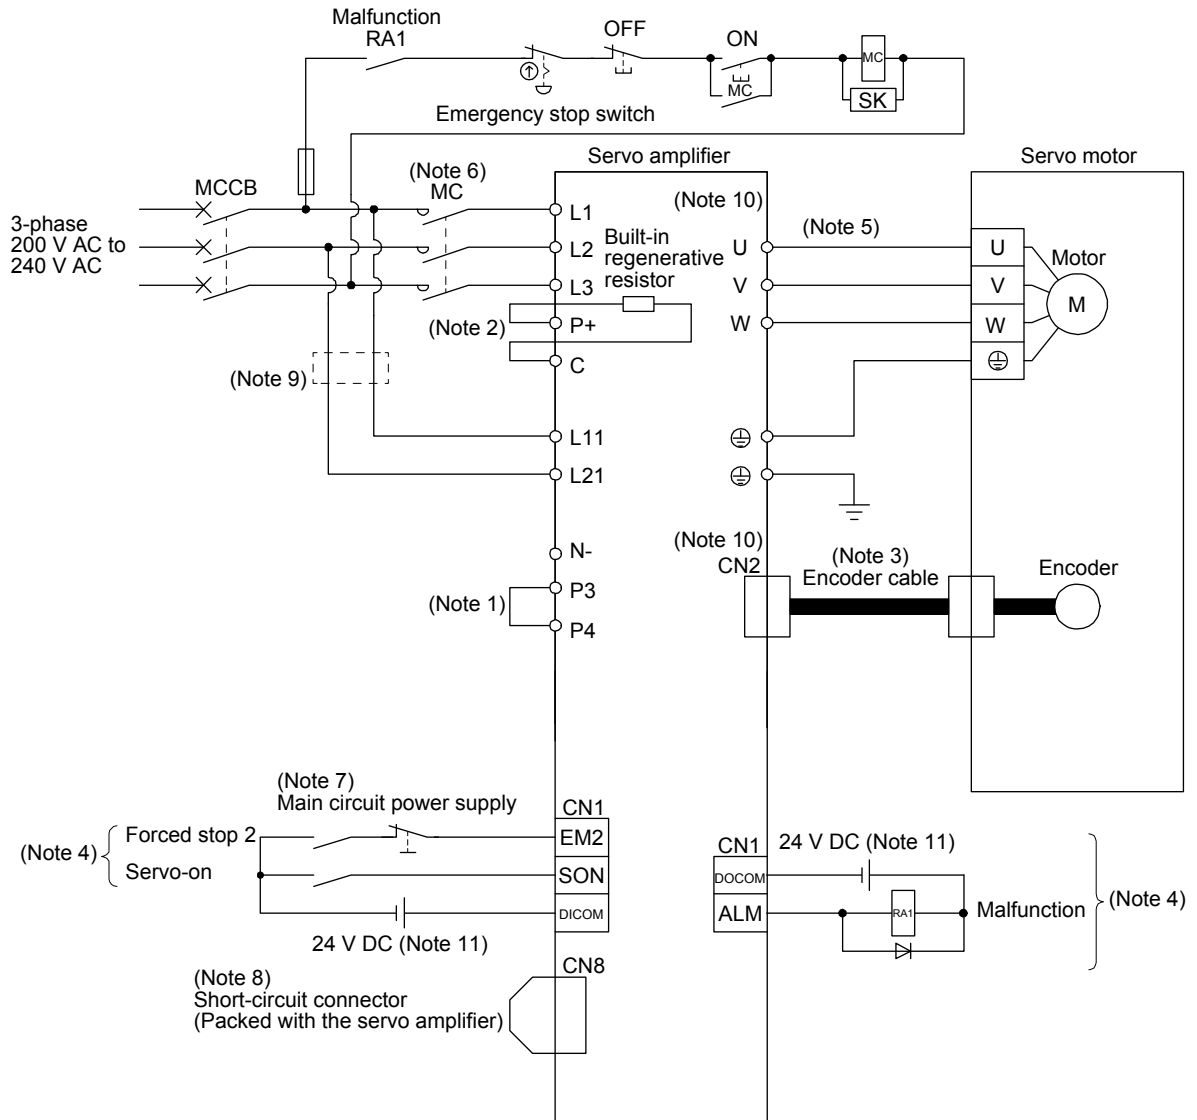 Malfunction
RA1
OFF
ON
MC
MC
SK
Emergency stop switch
Servo amplifier
Servo motor
(Note 6)
MC
MCCB
3-phase
200 V AC to
240 V AC
L1
L2
L3
(Note 10)
Built-in
regenerative
resistor
U
V
W
(Note 5)
U
V
W
Motor
M
(Note 2)
P+
C
(Note 9)
L11
L21
N-
(Note 10)
CN2
(Note 3)
Encoder cable
Encoder
(Note 1)
P3
P4
(Note 7)
Main circuit power supply
CN1
(Note 4)
Forced stop 2
EM2
Servo-on
SON
DICOM
24 V DC (Note 11)
CN1
24 V DC (Note 11)
DOCOM
ALM
RA1
Malfunction
(Note 4)
(Note 8)
Short-circuit connector
(Packed with the servo amplifier)
CN8